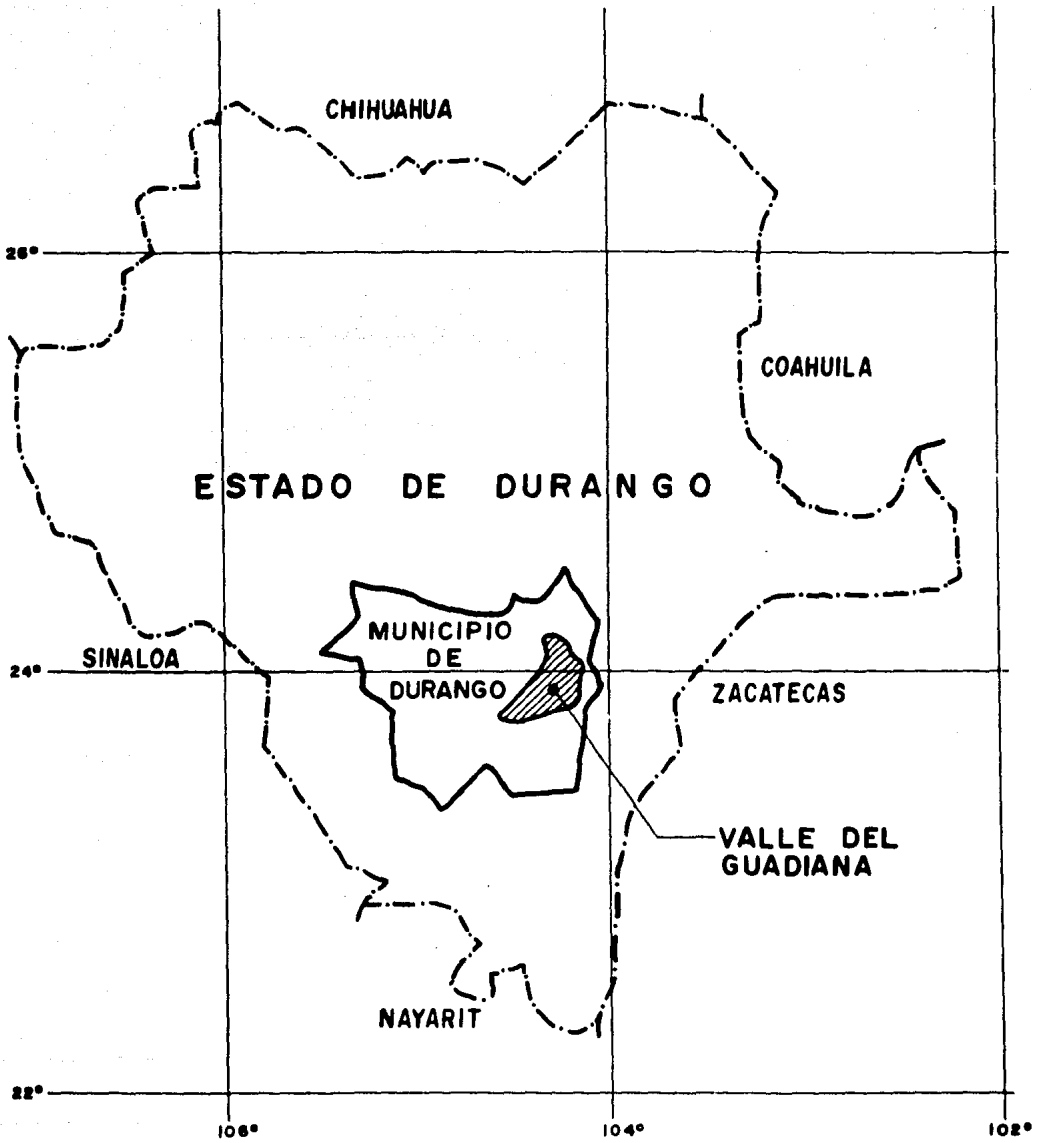 CHIHUAHUA
26°
COAHUILA
ESTADO DE DURANGO
MUNICIPIO
DE
DURANGO
SINALOA
24°
ZACATECAS
VALLE DEL
GUADIANA
NAYARIT
22°
106°
104°
102°